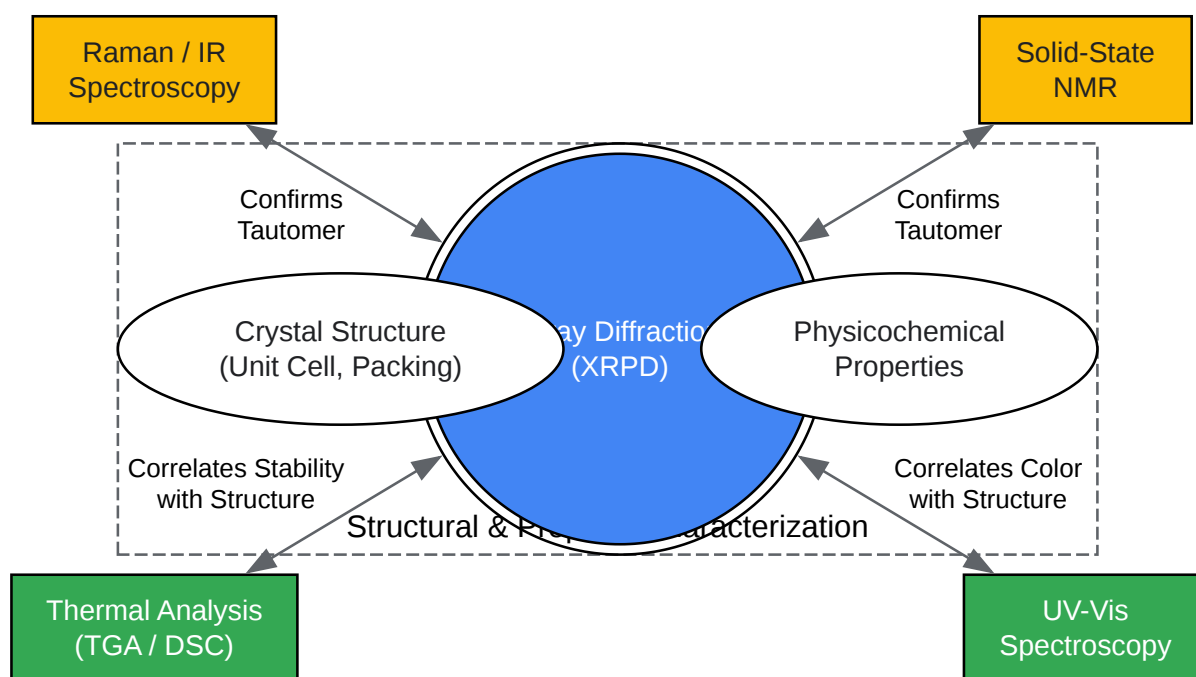 Raman / IR
Spectroscopy
Solid-State
NMR
Confirms
Tautomer
Confirms
Tautomer
Crystal Structure
(Unit Cell, Packing)
Diffraction
(XRPD)
Physicochemical
Properties
Correlates Stability
with Structure
Correlates Color
with Structure
Structural &
Thermal Analysis
(TGA / DSC)
UV-Vis
Spectroscopy